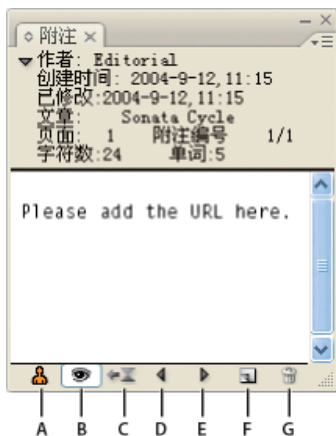 附注
作者: Editorial
创建时间: 2004-9-12, 11:15
已修改:2004-9-12, 11:15
文章: Sonata Cycle
页面: 1 附注编号 1/1
字符数:24 单词:5
Please add the URL here.
A B C D E F G